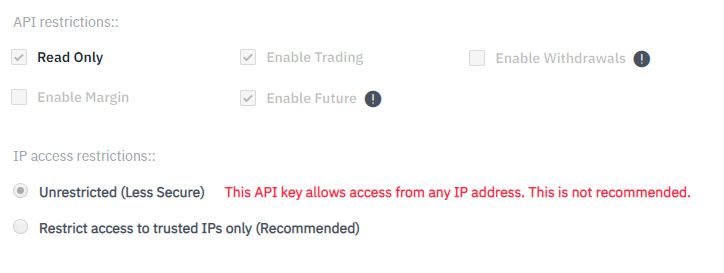 API restrictions::
Read Only Enable Trading Enable Withdrawals !
Enable Margin Enable Future !
IP access restrictions::
Unrestricted (Less Secure) This API key allows access from any IP address. This is not recommended.
Restrict access to trusted IPs only (Recommended)